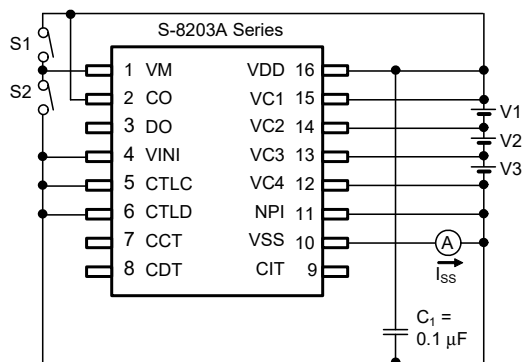 S-8203A Series
S1
S2
1 VM
2 CO
3 DO
4 VINI
5 CTLC
6 CTLD
7 CCT
8 CDT
VDD 16
VC1 15
VC2 14
VC3 13
VC4 12
NPI 11
VSS 10
CIT 9
V1
V2
V3
A
ISS
C1 =
0.1 μF